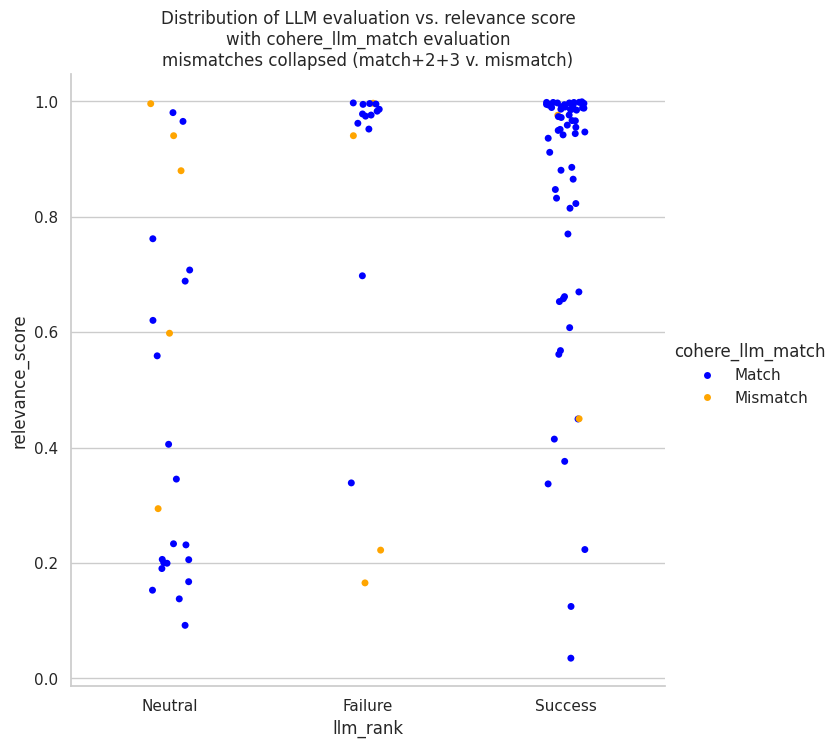 Distribution of LLM evaluation vs. relevance score
with cohere_llm_match evaluation
mismatches collapsed (match+2+3 v. mismatch)
1.0
0.8
0.6
0.4
0.2
0.0
relevance_score
Neutral
Failure
Success
llm_rank
cohere_llm_match
Match
Mismatch